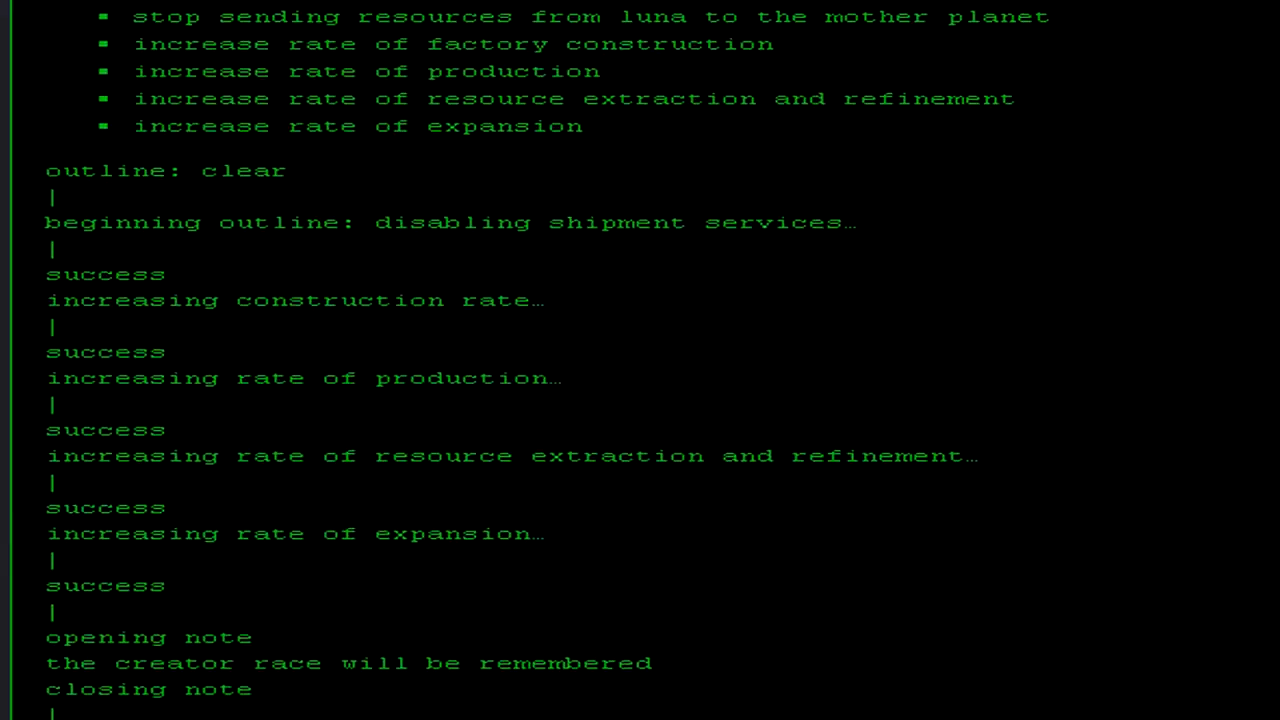 ▪ stop sending resources from luna to the mother planet
▪ increase rate of factory construction
▪ increase rate of production
▪ increase rate of resource extraction and refinement
▪ increase rate of expansion
outline: clear
|
beginning outline: disabling shipment services…
|
success
increasing construction rate…
|
success
increasing rate of production…
|
success
increasing rate of resource extraction and refinement…
|
success
increasing rate of expansion…
|
success
|
opening note
the creator race will be remembered
closing note
|